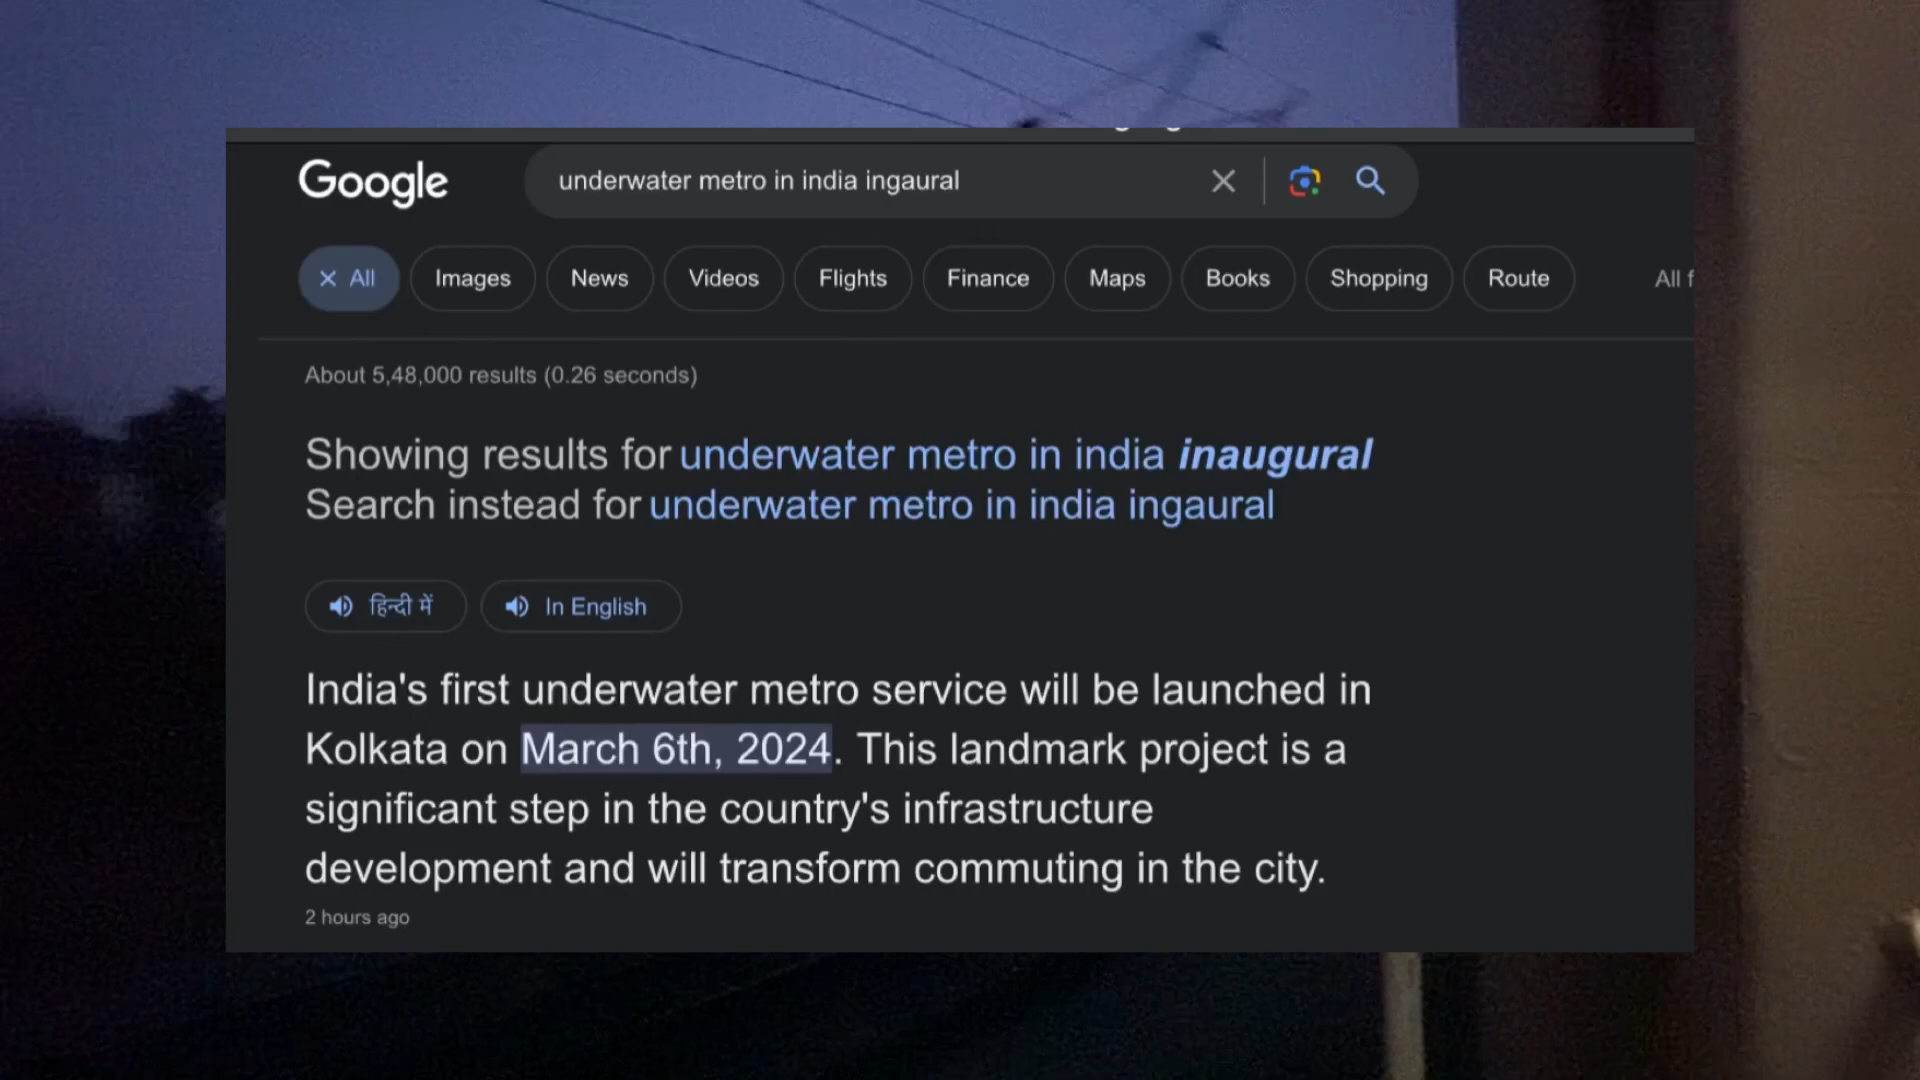 Google
underwater metro in india ingaural
All
Images
News
Videos
Flights
Finance
Maps
Books
Shopping
Route
All f
About 5,48,000 results (0.26 seconds)
Showing results for underwater metro in india inaugural
Search instead for underwater metro in india ingaural
हिन्दी में
In English
India's first underwater metro service will be launched in
Kolkata on March 6th, 2024. This landmark project is a
significant step in the country's infrastructure
development and will transform commuting in the city.
2 hours ago